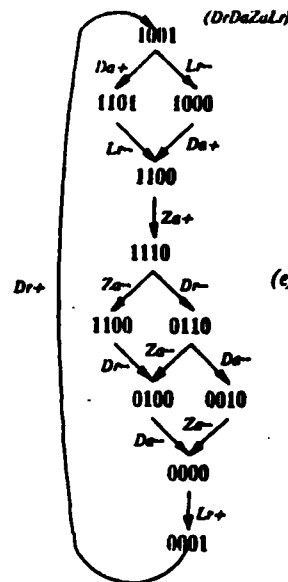 (DrDaZaLr)
1001
Da+ Lr-
1101 1000
Lr- Da+
1100
Za+
1110
Dr+ Za- Dr- (e)
1100 0110
Dr- Za- Da-
0100 0010
Da- Za-
0000
Lr+
0001